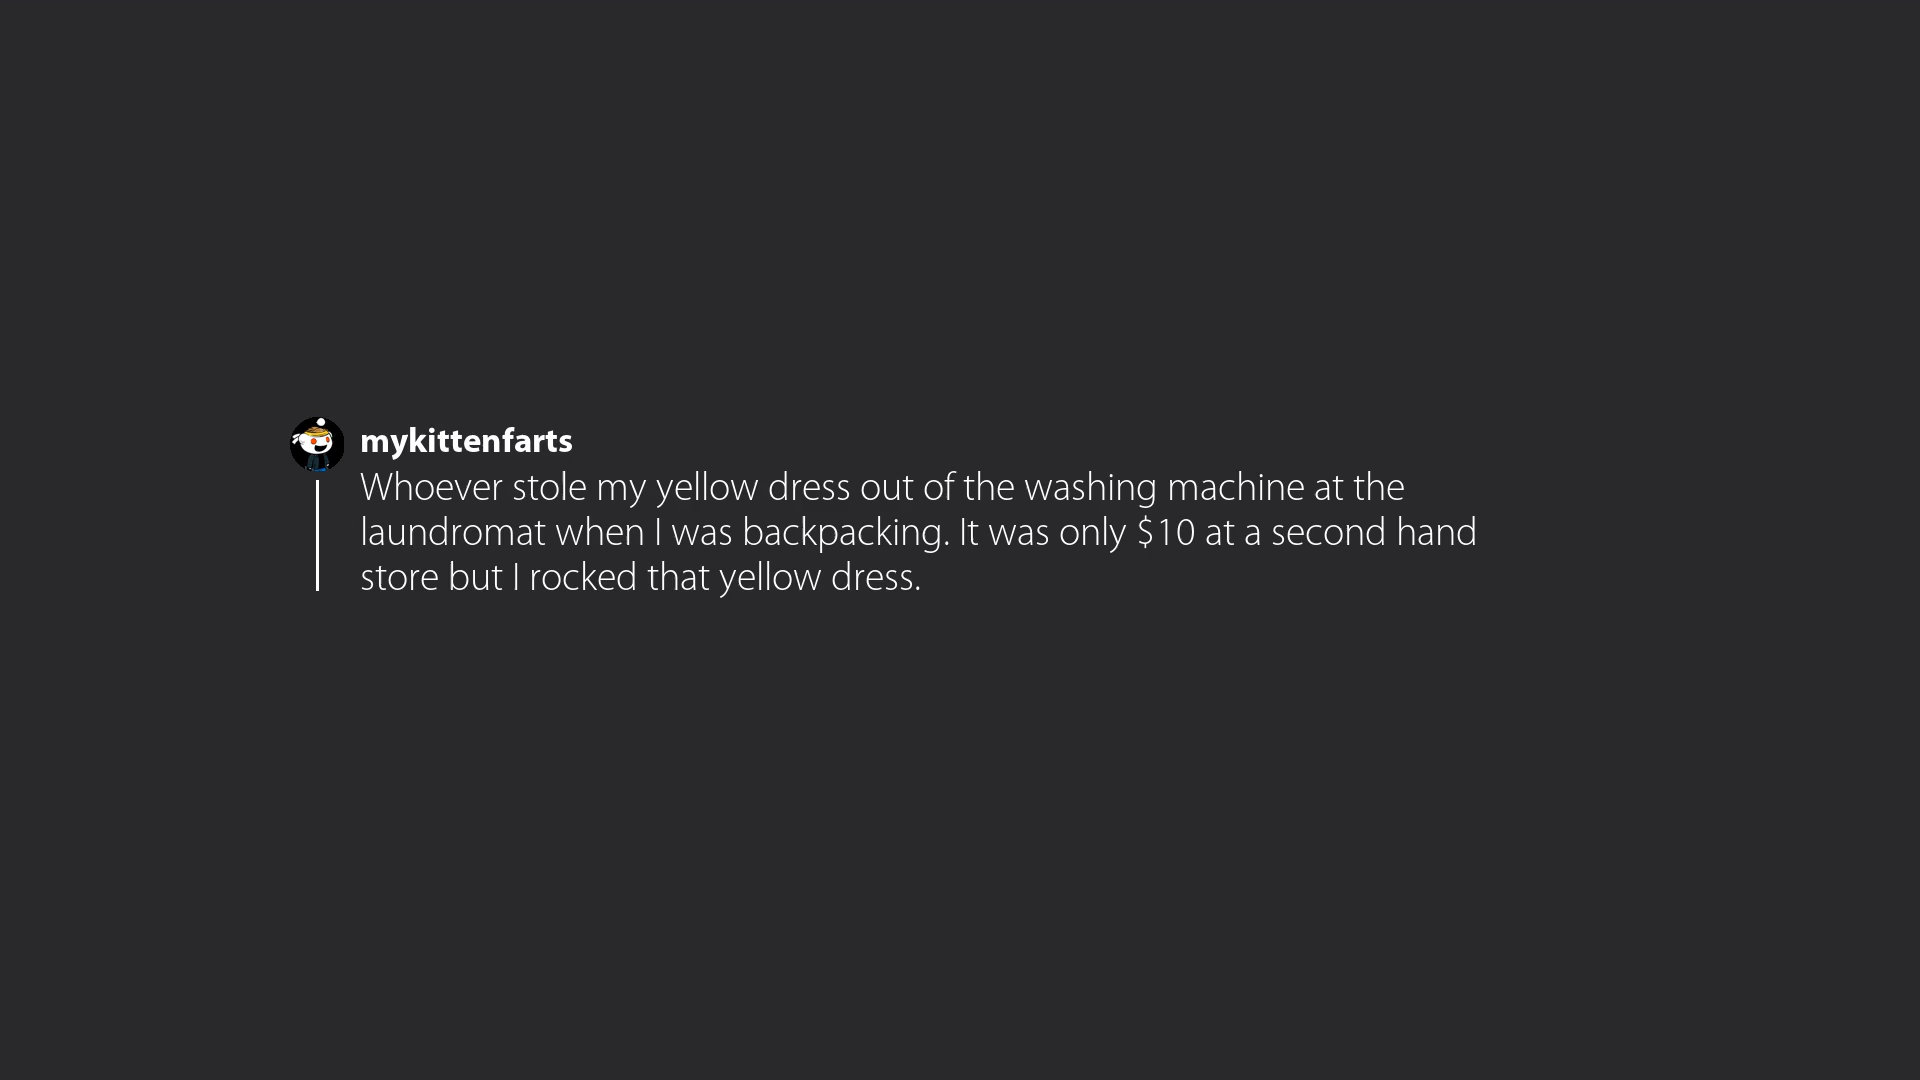 mykittenfarts
Whoever stole my yellow dress out of the washing machine at the
laundromat when I was backpacking. It was only $10 at a second hand
store but I rocked that yellow dress.